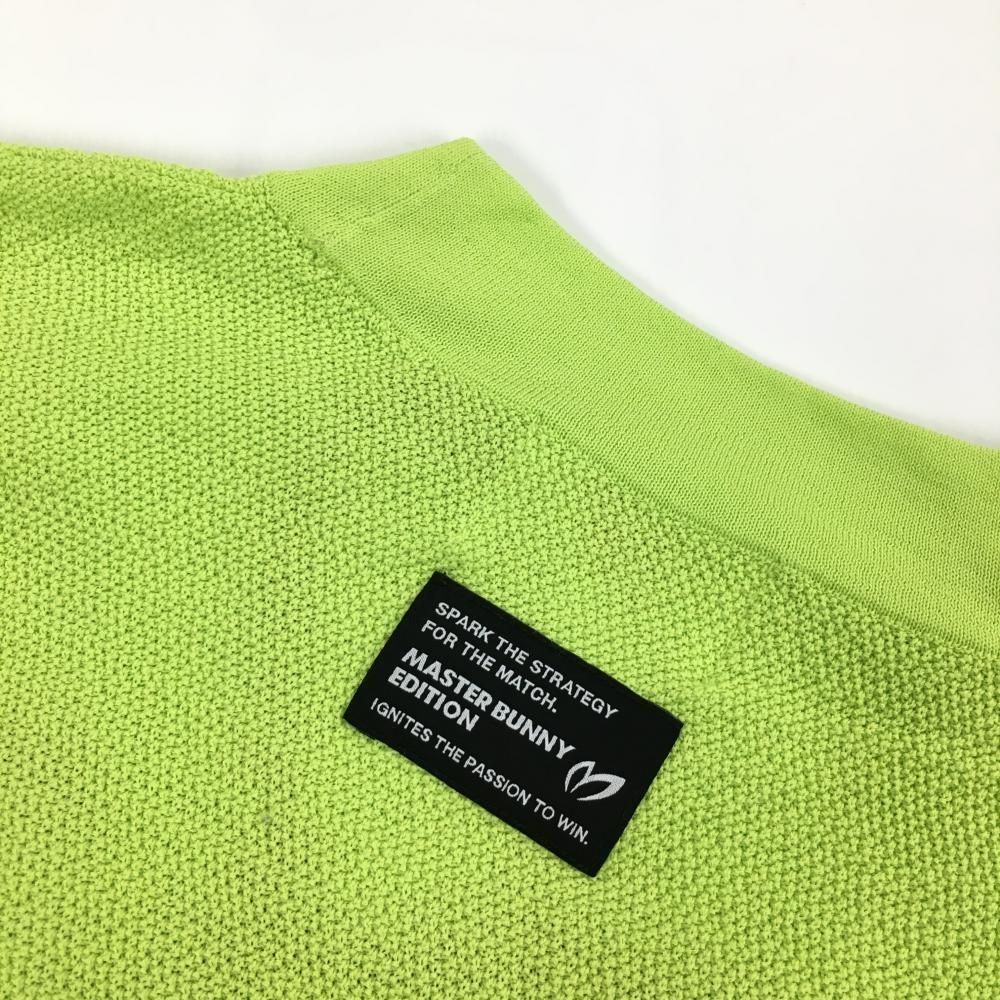 SPARK THE STRATEGY
FOR THE MATCH.
MASTER BUNNY
EDITION
IGNITES THE PASSION TO WIN.